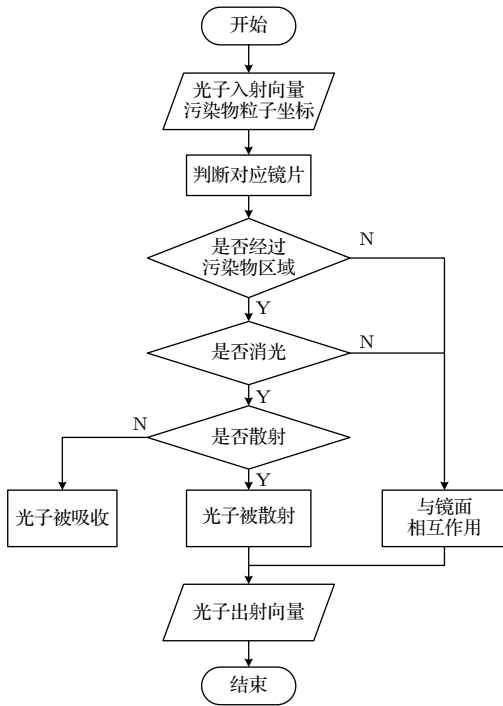 开始
光子入射向量
污染物粒子坐标
判断对应镜片
是否经过
污染物区域
N
Y
是否消光
N
Y
是否散射
N
Y
光子被吸收
光子被散射
与镜面
相互作用
光子出射向量
结束